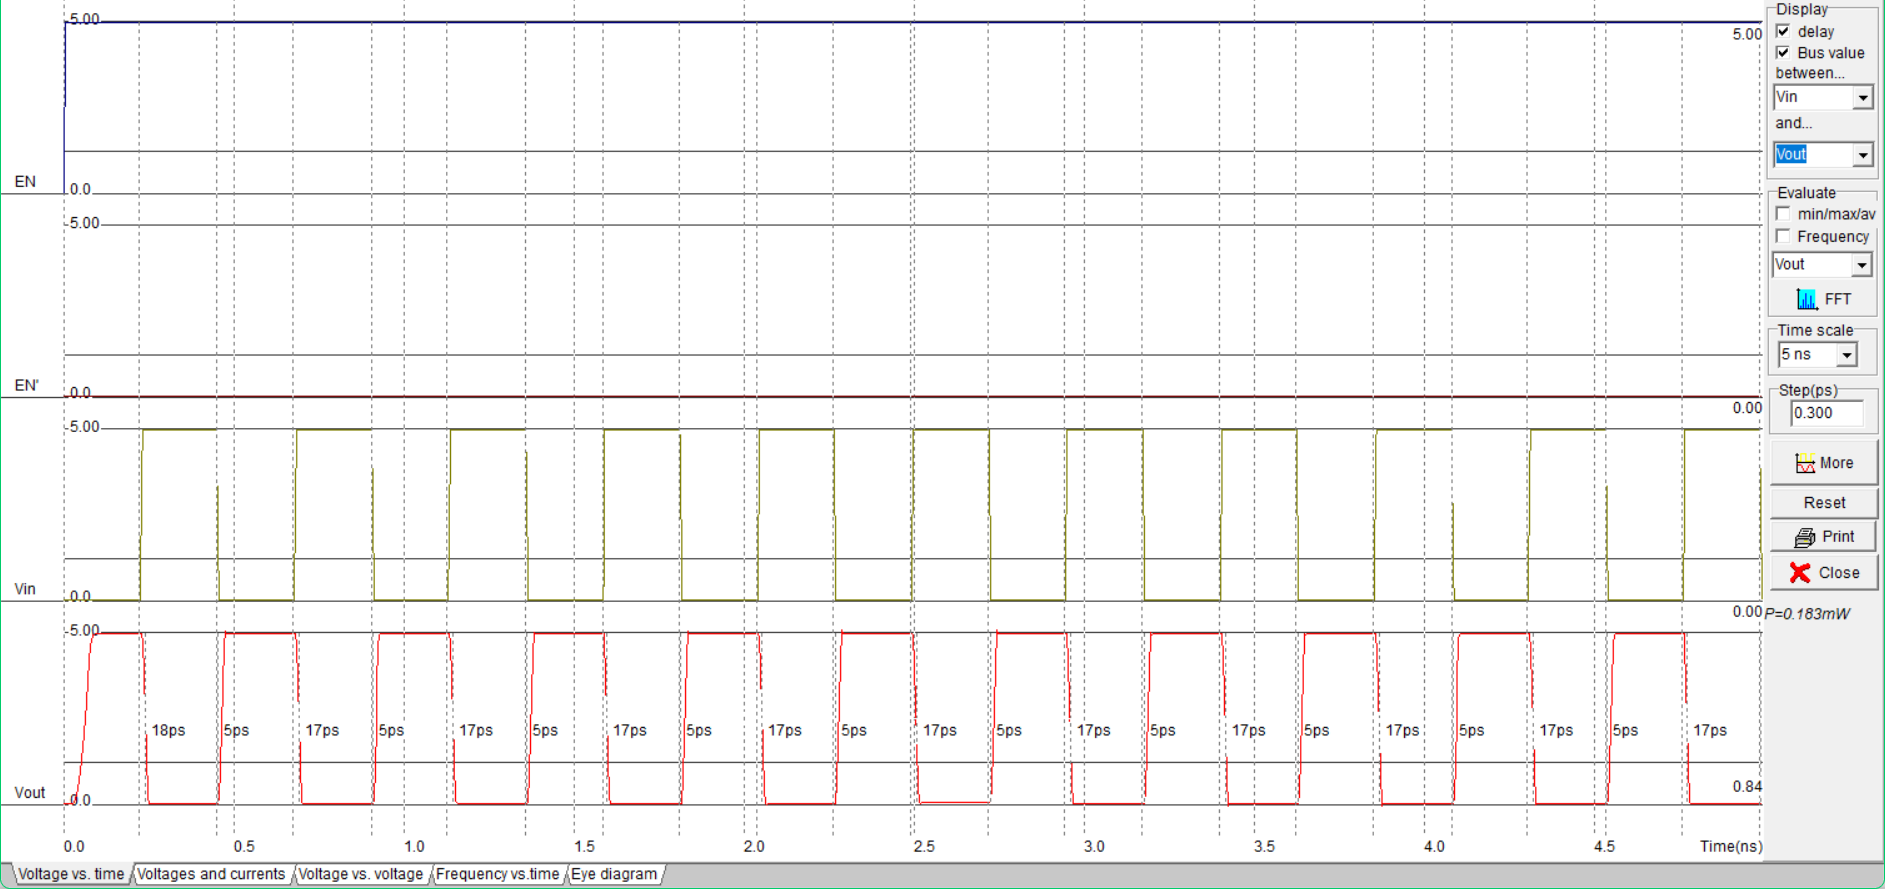 5.00
5.00
EN
0.0
5.00
EN'
0.0
0.00
5.00
Vin
0.0
0.00
5.00
18ps 5ps 17ps 5ps 17ps 5ps 17ps 5ps 17ps 5ps 17ps 5ps 17ps 5ps 17ps 5ps 17ps 5ps 17ps 5ps 17ps
0.84
Vout
0.0
0.0 0.5 1.0 1.5 2.0 2.5 3.0 3.5 4.0 4.5 Time(ns)
Voltage vs. time Voltages and currents Voltage vs. voltage Frequency vs.time Eye diagram
Display
delay
Bus value
between...
Vin
and...
Vout
Evaluate
min/max/av
Frequency
Vout
FFT
Time scale
5 ns
Step(ps)
0.300
More
Reset
Print
Close
P=0.183mW